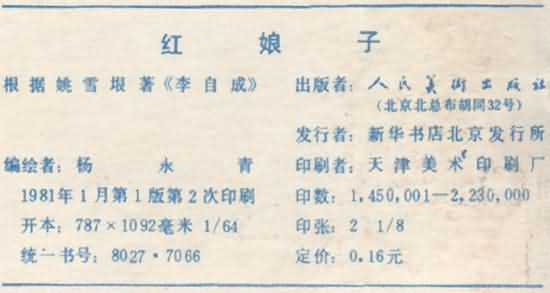 红娘子
根据姚雪垠著《李自成》
编绘者：杨永青
1981年1月第1版第2次印刷
开本：787×1092毫米 1/64
统一书号：8027·7066
出版者：人民美術出版社
（北京北总布胡同32号）
发行者：新华书店北京发行所
印刷者：天津美术印刷厂
印数：1,450,001—2,230,000
印张：2 1/8
定价：0.16元